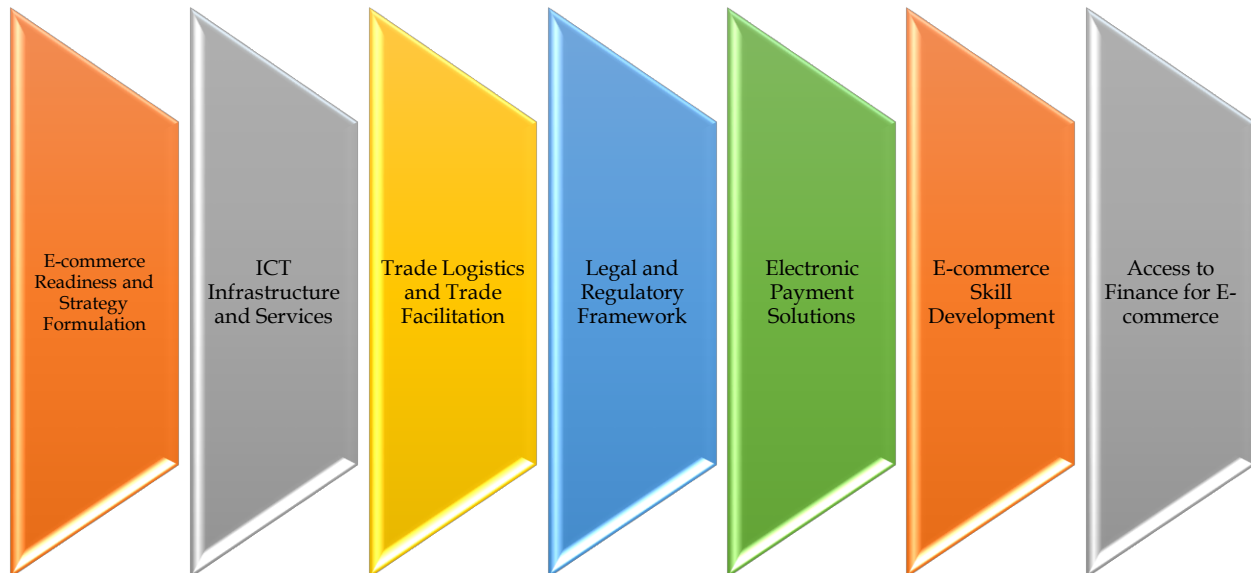 E-commerce
Readiness and
Strategy
Formulation
ICT
Infrastructure
and Services
Trade Logistics
and Trade
Facilitation
Legal and
Regulatory
Framework
Electronic
Payment
Solutions
E-commerce
Skill
Development
Access to
Finance for E-
commerce